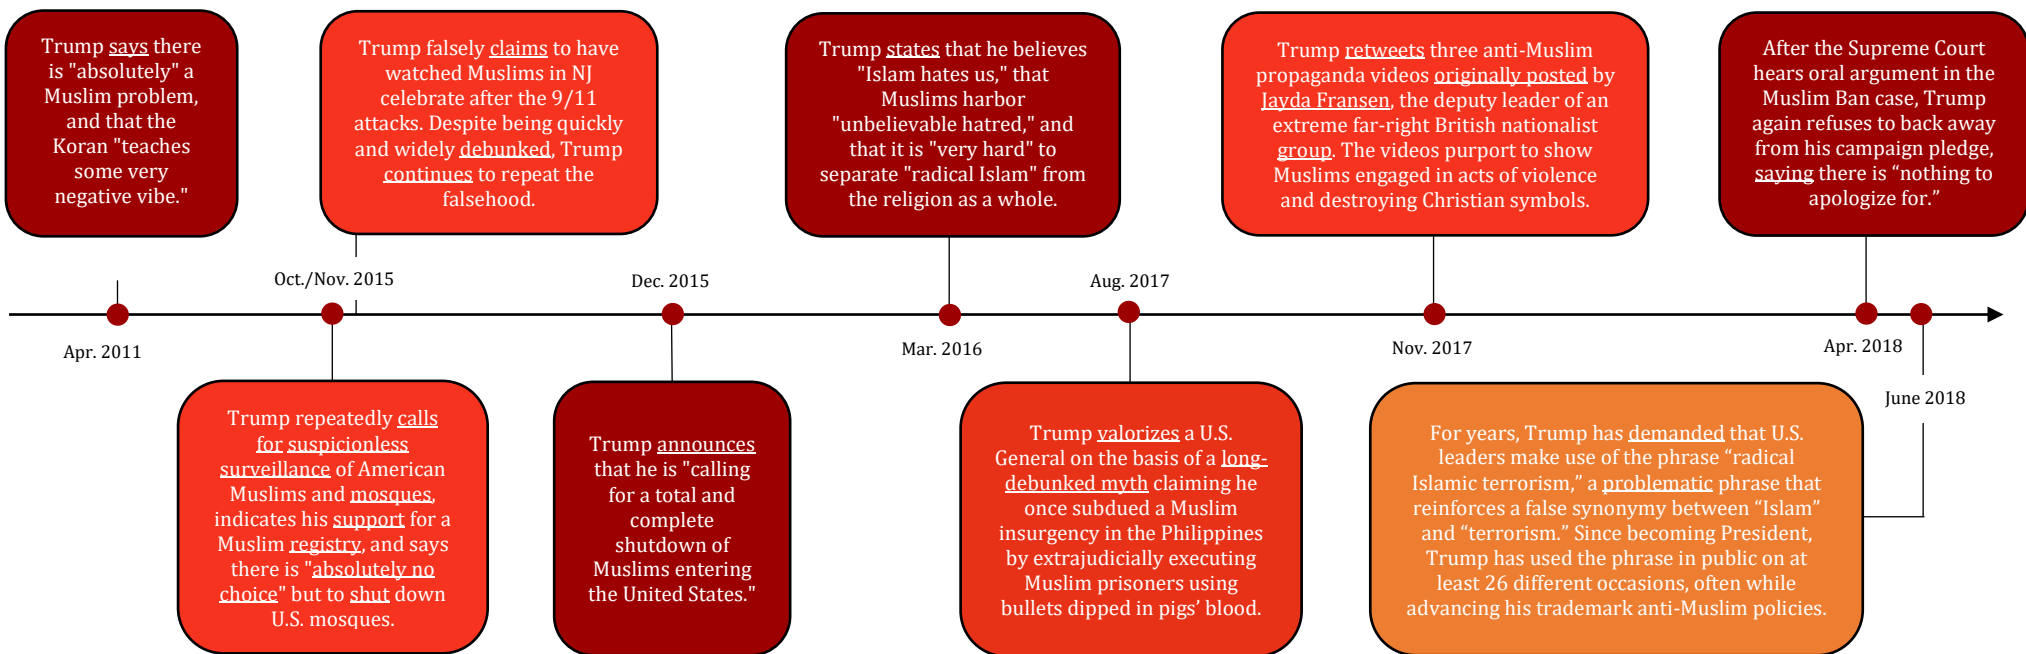 Trump says there
is "absolutely" a
Muslim problem,
and that the
Koran "teaches
some very
negative vibe."
Trump falsely claims to have
watched Muslims in NJ
celebrate after the 9/11
attacks. Despite being quickly
and widely debunked, Trump
continues to repeat the
falsehood.
Trump states that he believes
"Islam hates us," that
Muslims harbor
"unbelievable hatred," and
that it is "very hard" to
separate "radical Islam" from
the religion as a whole.
Trump retweets three anti-Muslim
propaganda videos originally posted by
Jayda Fransen, the deputy leader of an
extreme far-right British nationalist
group. The videos purport to show
Muslims engaged in acts of violence
and destroying Christian symbols.
After the Supreme Court
hears oral argument in the
Muslim Ban case, Trump
again refuses to back away
from his campaign pledge,
saying there is “nothing to
apologize for.”
Oct./Nov. 2015
Dec. 2015
Aug. 2017
Apr. 2011
Mar. 2016
Nov. 2017
Apr. 2018
June 2018
Trump repeatedly calls
for suspicionless
surveillance of American
Muslims and mosques,
indicates his support for a
Muslim registry, and says
there is "absolutely no
choice" but to shut down
U.S. mosques.
Trump announces
that he is "calling
for a total and
complete
shutdown of
Muslims entering
the United States."
Trump valorizes a U.S.
General on the basis of a long-
debunked myth claiming he
once subdued a Muslim
insurgency in the Philippines
by extrajudicially executing
Muslim prisoners using
bullets dipped in pigs’ blood.
For years, Trump has demanded that U.S.
leaders make use of the phrase “radical
Islamic terrorism,” a problematic phrase that
reinforces a false synonymy between “Islam”
and “terrorism.” Since becoming President,
Trump has used the phrase in public on at
least 26 different occasions, often while
advancing his trademark anti-Muslim policies.